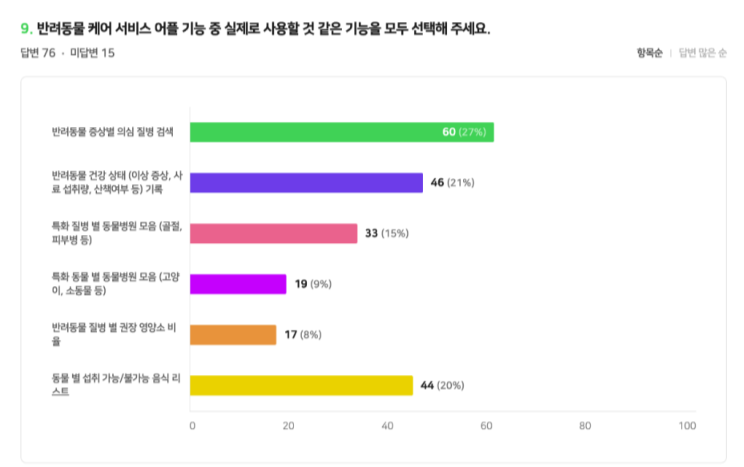 9. 반려동물 케어 서비스 어플 기능 중 실제로 사용할 것 같은 기능을 모두 선택해 주세요.
답변 76 · 미답변 15
항목순 | 답변 많은 순
반려동물 증상별 의심 질병 검색
60 (27%)
반려동물 건강 상태 (이상 증상, 사
료 섭취량, 산책여부 등) 기록
46 (21%)
특화 질병 별 동물병원 모음 (골절,
피부병 등)
33 (15%)
특화 동물 별 동물병원 모음 (고양
이, 소동물 등)
19 (9%)
반려동물 질병 별 권장 영양소 비
율
17 (8%)
동물 별 섭취 가능/불가능 음식 리
스트
44 (20%)
0 20 40 60 80 100